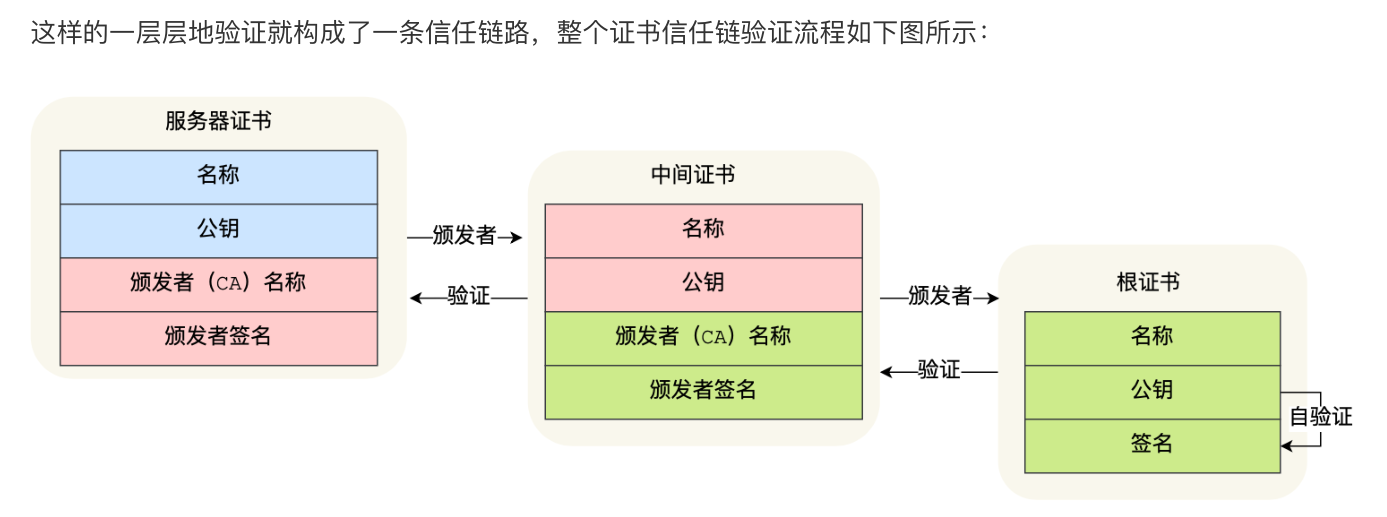 这样的一层层地验证就构成了一条信任链路，整个证书信任链验证流程如下图所示：
服务器证书
名称
公钥
颁发者（CA）名称
颁发者签名
颁发者
验证
中间证书
名称
公钥
颁发者（CA）名称
颁发者签名
颁发者
验证
根证书
名称
公钥
签名
自验证